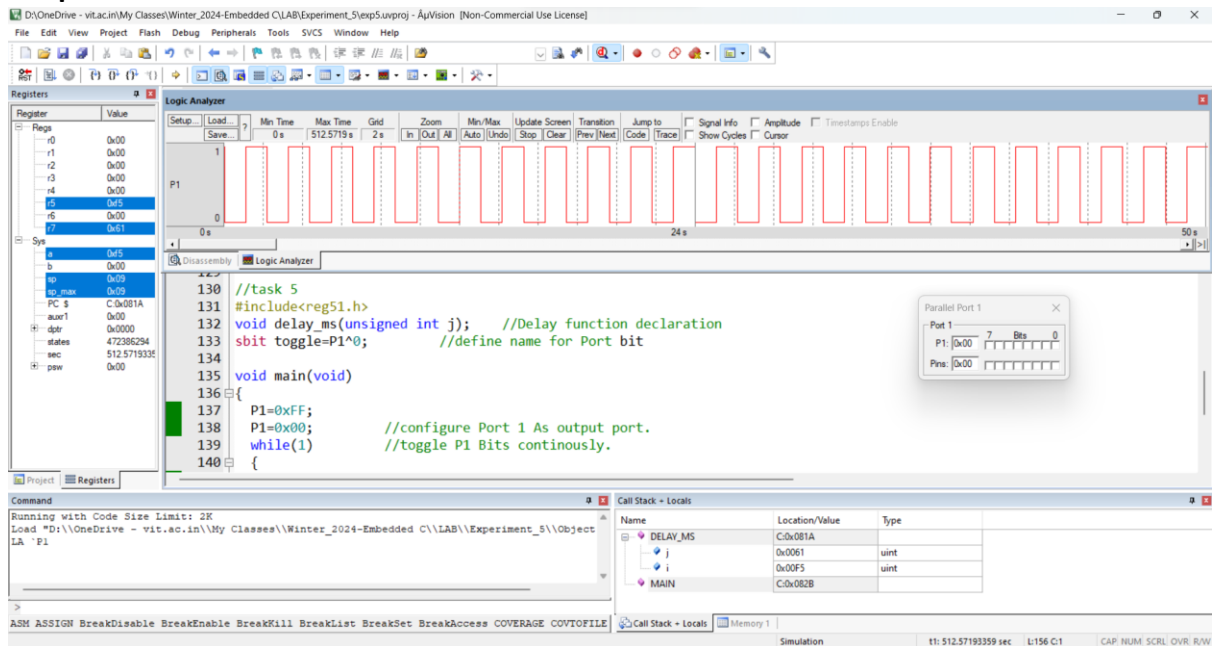 D:\OneDrive - vit.ac.in\My Classes\Winter_2024-Embedded C\LAB\Experiment_5\exp5.uvproj - ÂµVision [Non-Commercial Use License]
File Edit View Project Flash Debug Peripherals Tools SVCS Window Help
Registers
Register Value
Regs
r0 0x00
r1 0x00
r2 0x00
r3 0x00
r4 0x00
r5 0xf5
r6 0x00
r7 0x61
Sys
a 0xf5
b 0x00
sp 0x09
sp_max 0x09
PC $ C:0x081A
auxr1 0x00
dptr 0x0000
states 472386294
sec 512.5719335
psw 0x00
Project Registers
Logic Analyzer
Setup... Load... ? Min Time Max Time Grid Zoom Min/Max Update Screen Transition Jump to Signal Info Amplitude Timestamps Enable
Save... 0 s 512.5719 s 2 s In Out All Auto Undo Stop Clear Prev Next Code Trace Show Cycles Cursor
1
P1
0
0 s 24 s 50 s
Disassembly Logic Analyzer
129
130 //task 5
131 #include<reg51.h>
132 void delay_ms(unsigned int j); //Delay function declaration
133 sbit toggle=P1^0; //define name for Port bit
134
135 void main(void)
136 {
137 P1=0xFF;
138 P1=0x00; //configure Port 1 As output port.
139 while(1) //toggle P1 Bits continously.
140 {
Parallel Port 1
Port 1
7 Bits 0
P1: 0x00
Pins: 0x00
Command
Running with Code Size Limit: 2K
Load "D:\\OneDrive - vit.ac.in\\My Classes\\Winter_2024-Embedded C\\LAB\\Experiment_5\\Object
LA `P1
>
ASM ASSIGN BreakDisable BreakEnable BreakKill BreakList BreakSet BreakAccess COVERAGE COVTOFILE
Call Stack + Locals
Name Location/Value Type
DELAY_MS C:0x081A
j 0x0061 uint
i 0x00F5 uint
MAIN C:0x082B
Call Stack + Locals Memory 1
Simulation t1: 512.57193359 sec L:156 C:1 CAP NUM SCRL OVR R/W